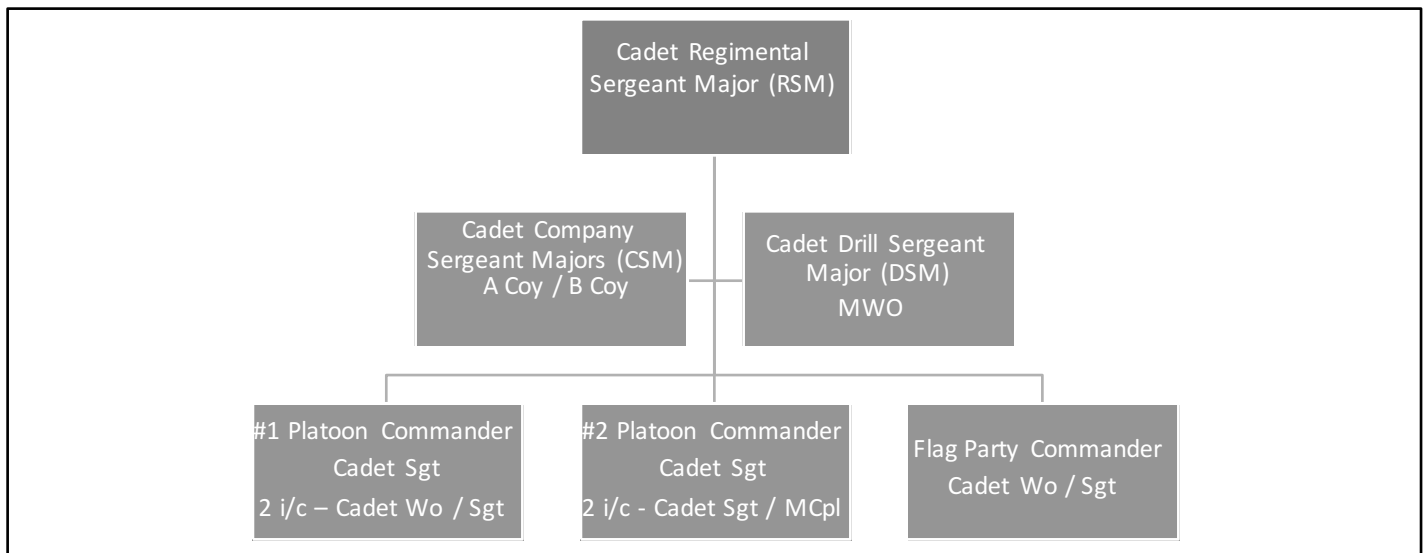 Cadet Regimental
Sergeant Major (RSM)
Cadet Company
Sergeant Majors (CSM)
A Coy / B Coy
Cadet Drill Sergeant
Major (DSM)
MWO
#1 Platoon Commander
Cadet Sgt
2 i/c – Cadet Wo / Sgt
#2 Platoon Commander
Cadet Sgt
2 i/c - Cadet Sgt / MCpl
Flag Party Commander
Cadet Wo / Sgt